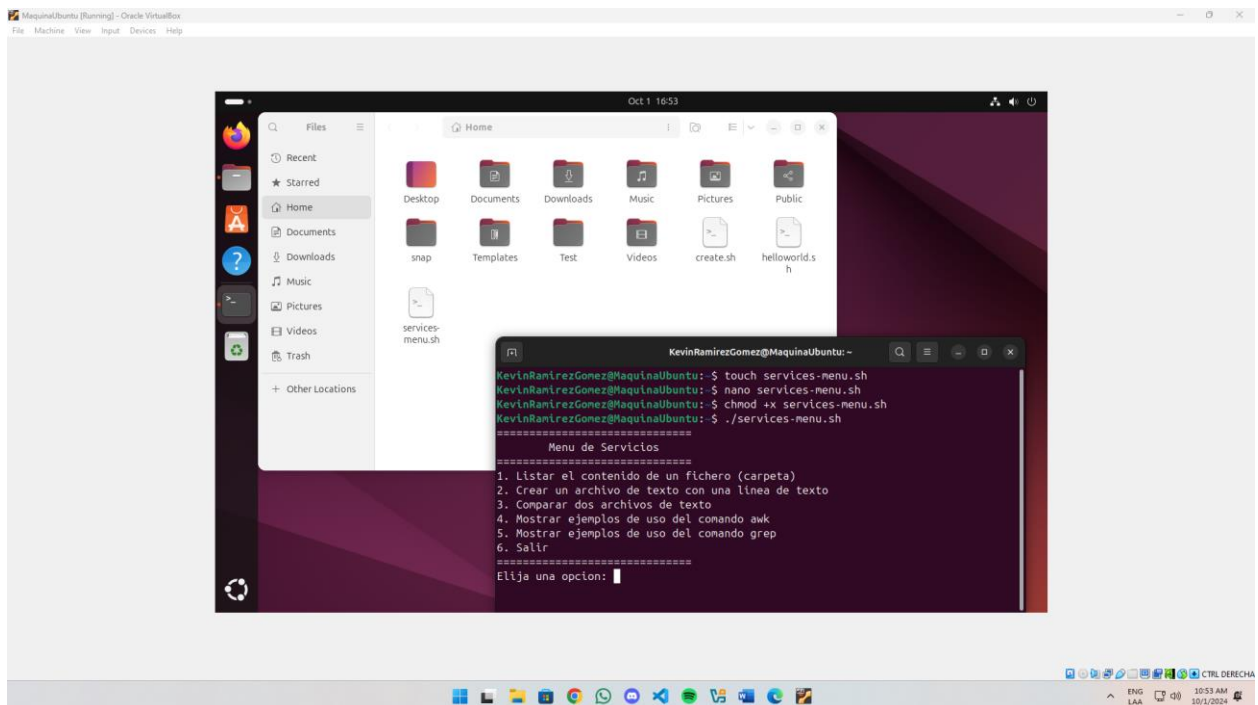 MaquinaUbuntu [Running] - Oracle VirtualBox
File Machine View Input Devices Help
Oct 1 16:53
Files
Home
Recent
Starred
Home
Documents
Downloads
Music
Pictures
Videos
Trash
+ Other Locations
Desktop
Documents
Downloads
Music
Pictures
Public
snap
Templates
Test
Videos
create.sh
helloworld.s
h
services-
menu.sh
KevinRamirezGomez@MaquinaUbuntu: ~
KevinRamirezGomez@MaquinaUbuntu:~$ touch services-menu.sh
KevinRamirezGomez@MaquinaUbuntu:~$ nano services-menu.sh
KevinRamirezGomez@MaquinaUbuntu:~$ chmod +x services-menu.sh
KevinRamirezGomez@MaquinaUbuntu:~$ ./services-menu.sh
==============================
Menu de Servicios
==============================
1. Listar el contenido de un fichero (carpeta)
2. Crear un archivo de texto con una linea de texto
3. Comparar dos archivos de texto
4. Mostrar ejemplos de uso del comando awk
5. Mostrar ejemplos de uso del comando grep
6. Salir
==============================
Elija una opcion:
CTRL DERECHA
ENG
LAA
10:53 AM
10/1/2024